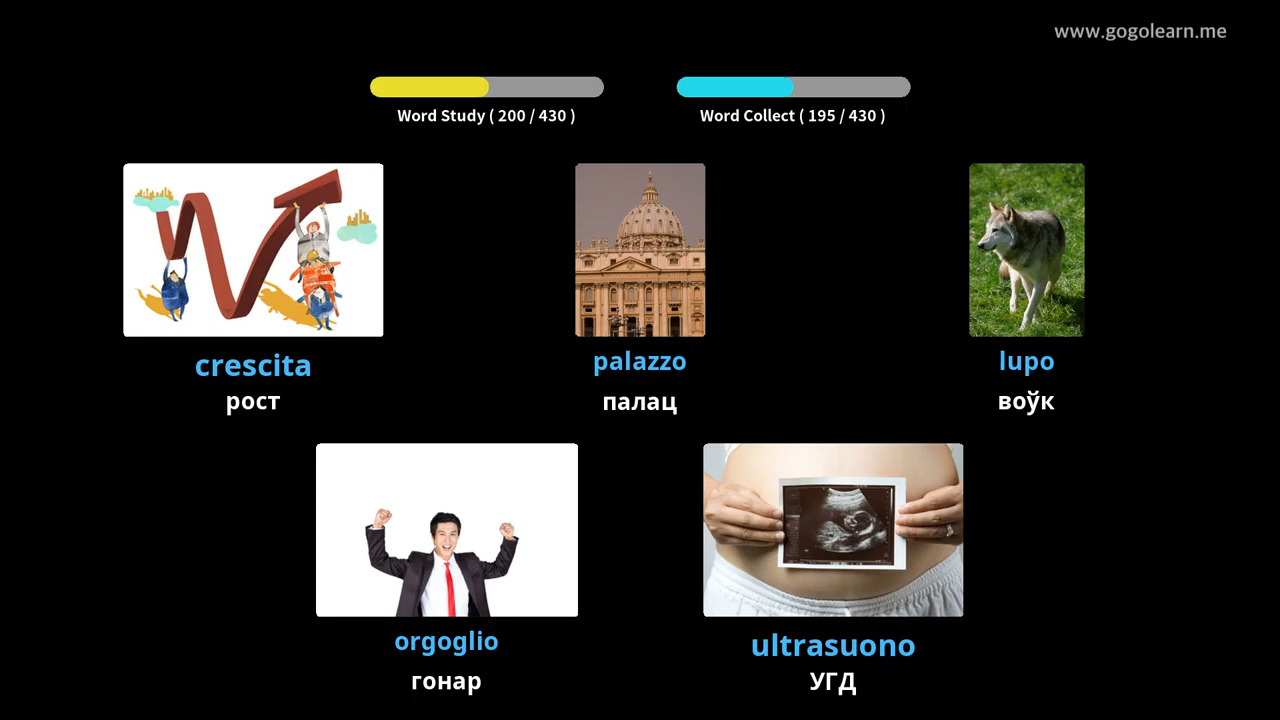 www.gogolearn.me
Word Study ( 200 / 430 )
Word Collect ( 195 / 430 )
crescita
рост
palazzo
палац
lupo
воўк
orgoglio
гонар
ultrasuono
УГД